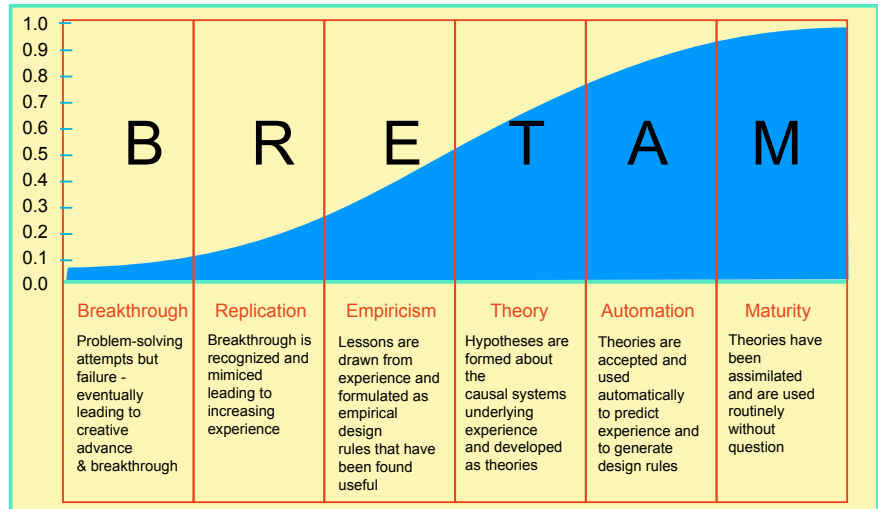 1.0
0.9
0.8
0.7
0.6
0.5
0.4
0.3
0.2
0.1
0.0
B R E T A M
Breakthrough
Problem-solving
attempts but
failure -
eventually
leading to
creative
advance
& breakthrough
Replication
Breakthrough is
recognized and
mimiced
leading to
increasing
experience
Empiricism
Lessons are
drawn from
experience and
formulated as
empirical
design
rules that have
been found
useful
Theory
Hypotheses are
formed about
the
causal systems
underlying
experience
and developed
as theories
Automation
Theories are
accepted and
used
automatically
to predict
experience and
to generate
design rules
Maturity
Theories have
been
assimilated
and are used
routinely
without
question